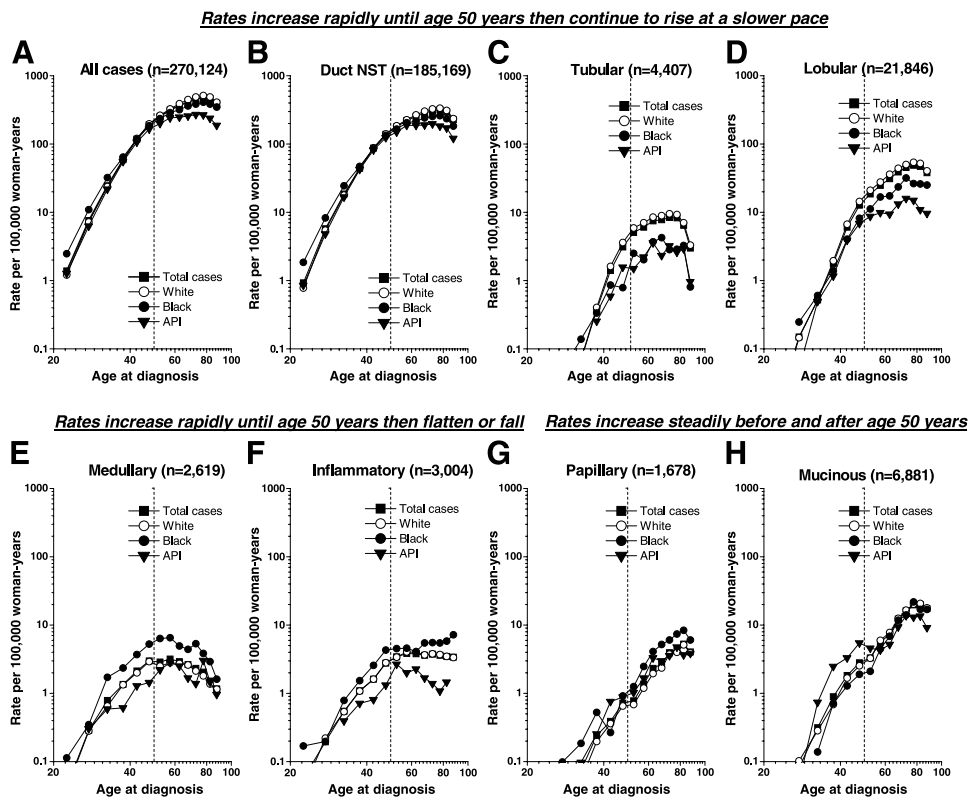 Rates increase rapidly until age 50 years then continue to rise at a slower pace
A
All cases (n=270,124)
Rate per 100,000 woman-years
1000
100
10
1
0.1
Total cases
White
Black
API
20
40
60
80
100
Age at diagnosis
B
Duct NST (n=185,169)
Rate per 100,000 woman-years
1000
100
10
1
0.1
Total cases
White
Black
API
20
40
60
80
100
Age at diagnosis
C
Tubular (n=4,407)
Rate per 100,000 woman-years
1000
100
10
1
0.1
Total cases
White
Black
API
20
40
60
80
100
Age at diagnosis
D
Lobular (n=21,846)
Rate per 100,000 woman-years
1000
100
10
1
0.1
Total cases
White
Black
API
20
40
60
80
100
Age at diagnosis
Rates increase rapidly until age 50 years then flatten or fall
E
Medullary (n=2,619)
Rate per 100,000 woman-years
1000
100
10
1
0.1
Total cases
White
Black
API
20
40
60
80
100
Age at diagnosis
F
Inflammatory (n=3,004)
Rate per 100,000 woman-years
1000
100
10
1
0.1
Total cases
White
Black
API
20
40
60
80
100
Age at diagnosis
Rates increase steadily before and after age 50 years
G
Papillary (n=1,678)
Rate per 100,000 woman-years
1000
100
10
1
0.1
Total cases
White
Black
API
20
40
60
80
100
Age at diagnosis
H
Mucinous (n=6,881)
Rate per 100,000 woman-years
1000
100
10
1
0.1
Total cases
White
Black
API
20
40
60
80
100
Age at diagnosis